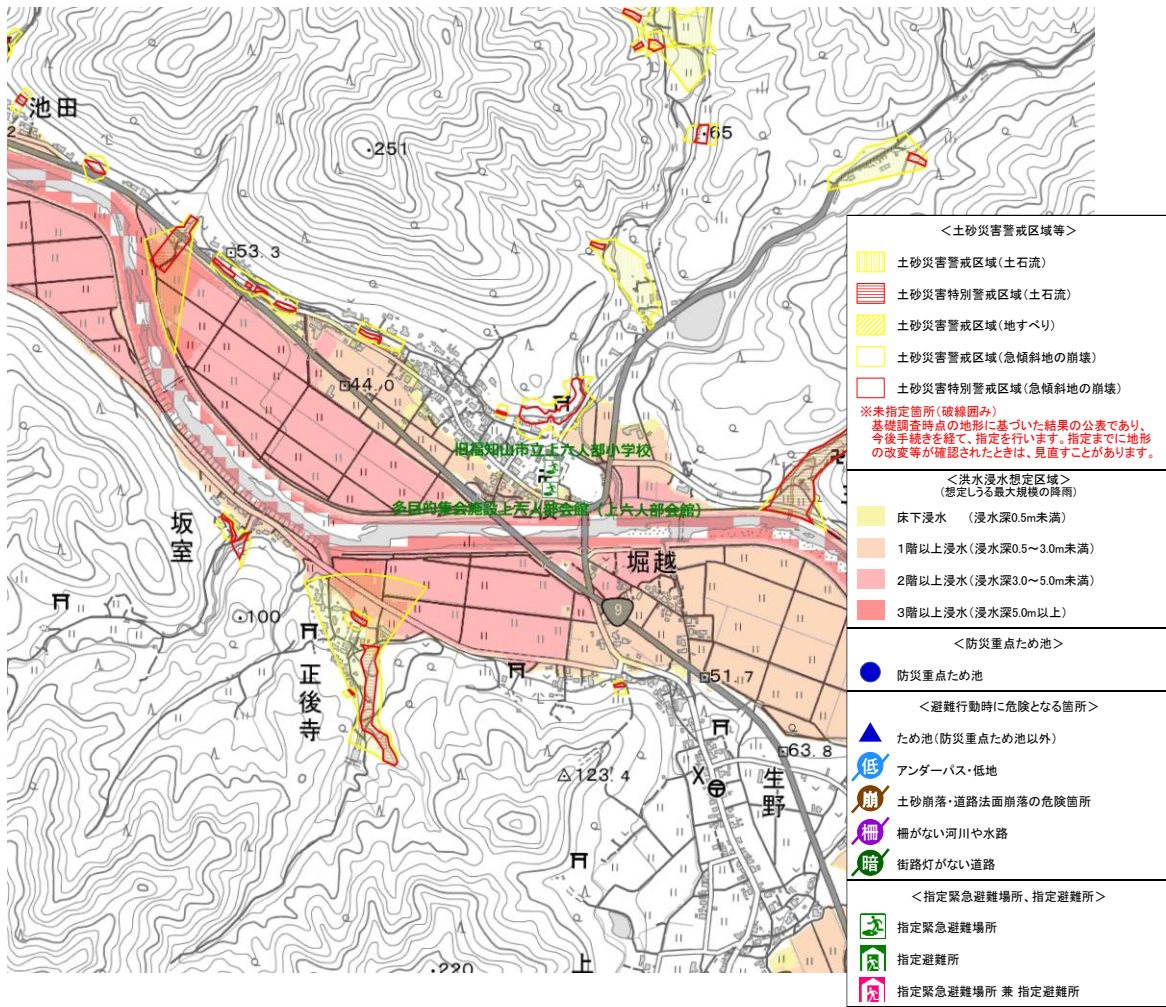 池田
2
・251
・65
53.3
44.0
旧福知山市立上六人部小学校
多目的集会施設上六人部会館（上六人部会館）
坂室
堀越
9
・100
正後寺
51.7
63.8
123.4
生野
・220
上
＜土砂災害警戒区域等＞
土砂災害警戒区域（土石流）
土砂災害特別警戒区域（土石流）
土砂災害警戒区域（地すべり）
土砂災害警戒区域（急傾斜地の崩壊）
土砂災害特別警戒区域（急傾斜地の崩壊）
※未指定箇所（破線囲み）
基礎調査時点の地形に基づいた結果の公表であり、
今後手続きを経て、指定を行います。指定までに地形
の改変等が確認されたときは、見直すことがあります。
＜洪水浸水想定区域＞
（想定しうる最大規模の降雨）
床下浸水　（浸水深0.5m未満）
1階以上浸水（浸水深0.5～3.0m未満）
2階以上浸水（浸水深3.0～5.0m未満）
3階以上浸水（浸水深5.0m以上）
＜防災重点ため池＞
防災重点ため池
＜避難行動時に危険となる箇所＞
ため池（防災重点ため池以外）
低 アンダーパス・低地
崩 土砂崩落・道路法面崩落の危険箇所
柵 柵がない河川や水路
暗 街路灯がない道路
＜指定緊急避難場所、指定避難所＞
指定緊急避難場所
指定避難所
指定緊急避難場所 兼 指定避難所